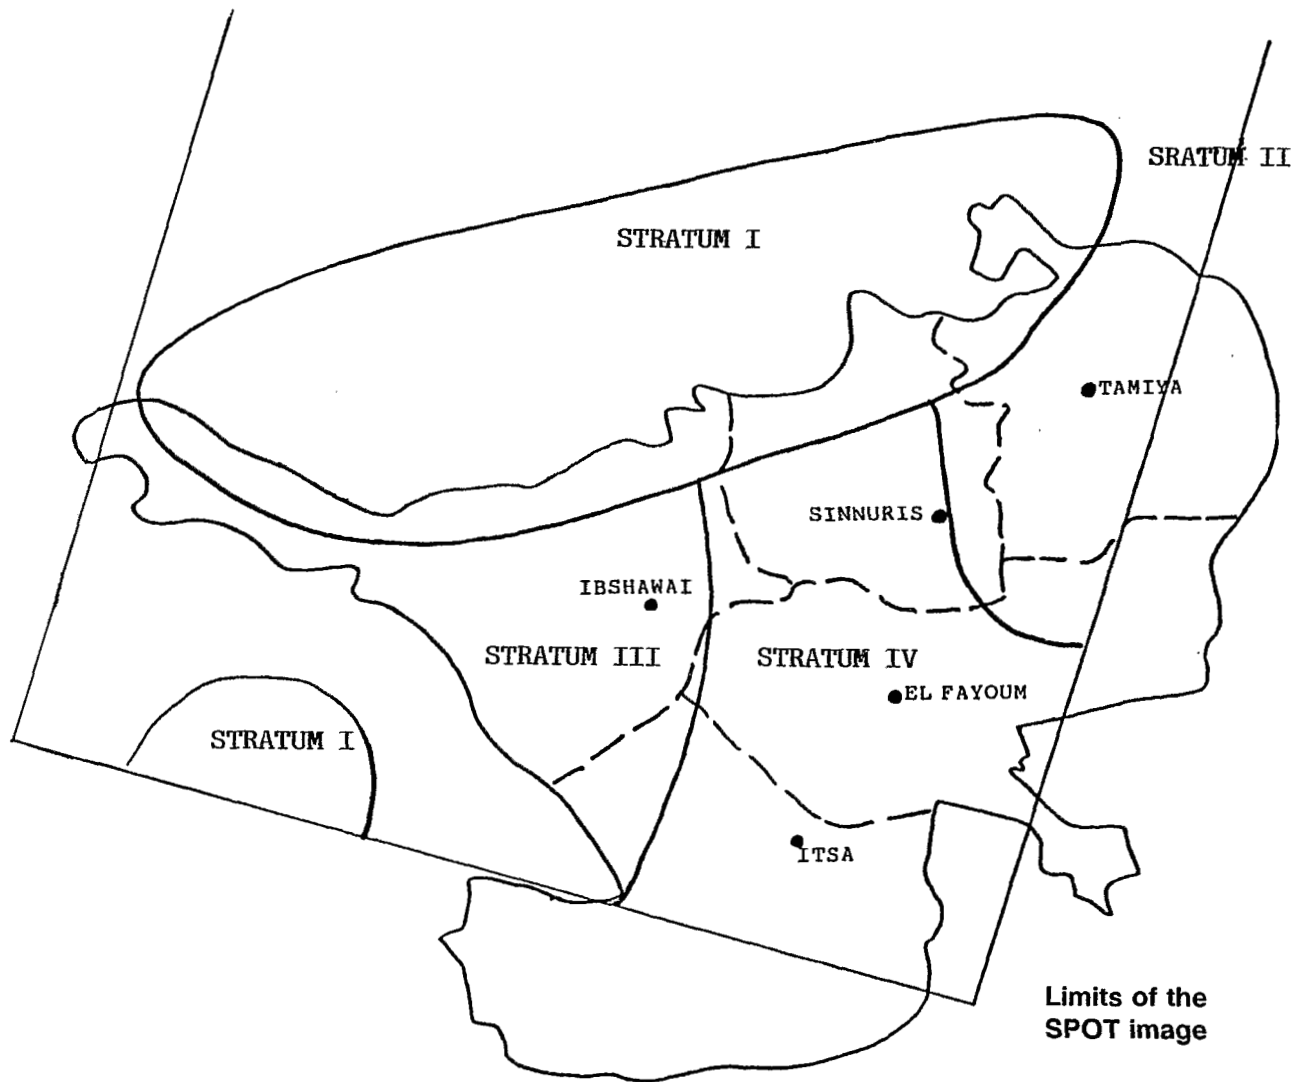 SRATUM II
STRATUM I
TAMIYA
SINNURIS
IBSHAWAI
STRATUM III
STRATUM IV
EL FAYOUM
STRATUM I
ITSA
Limits of the
SPOT image